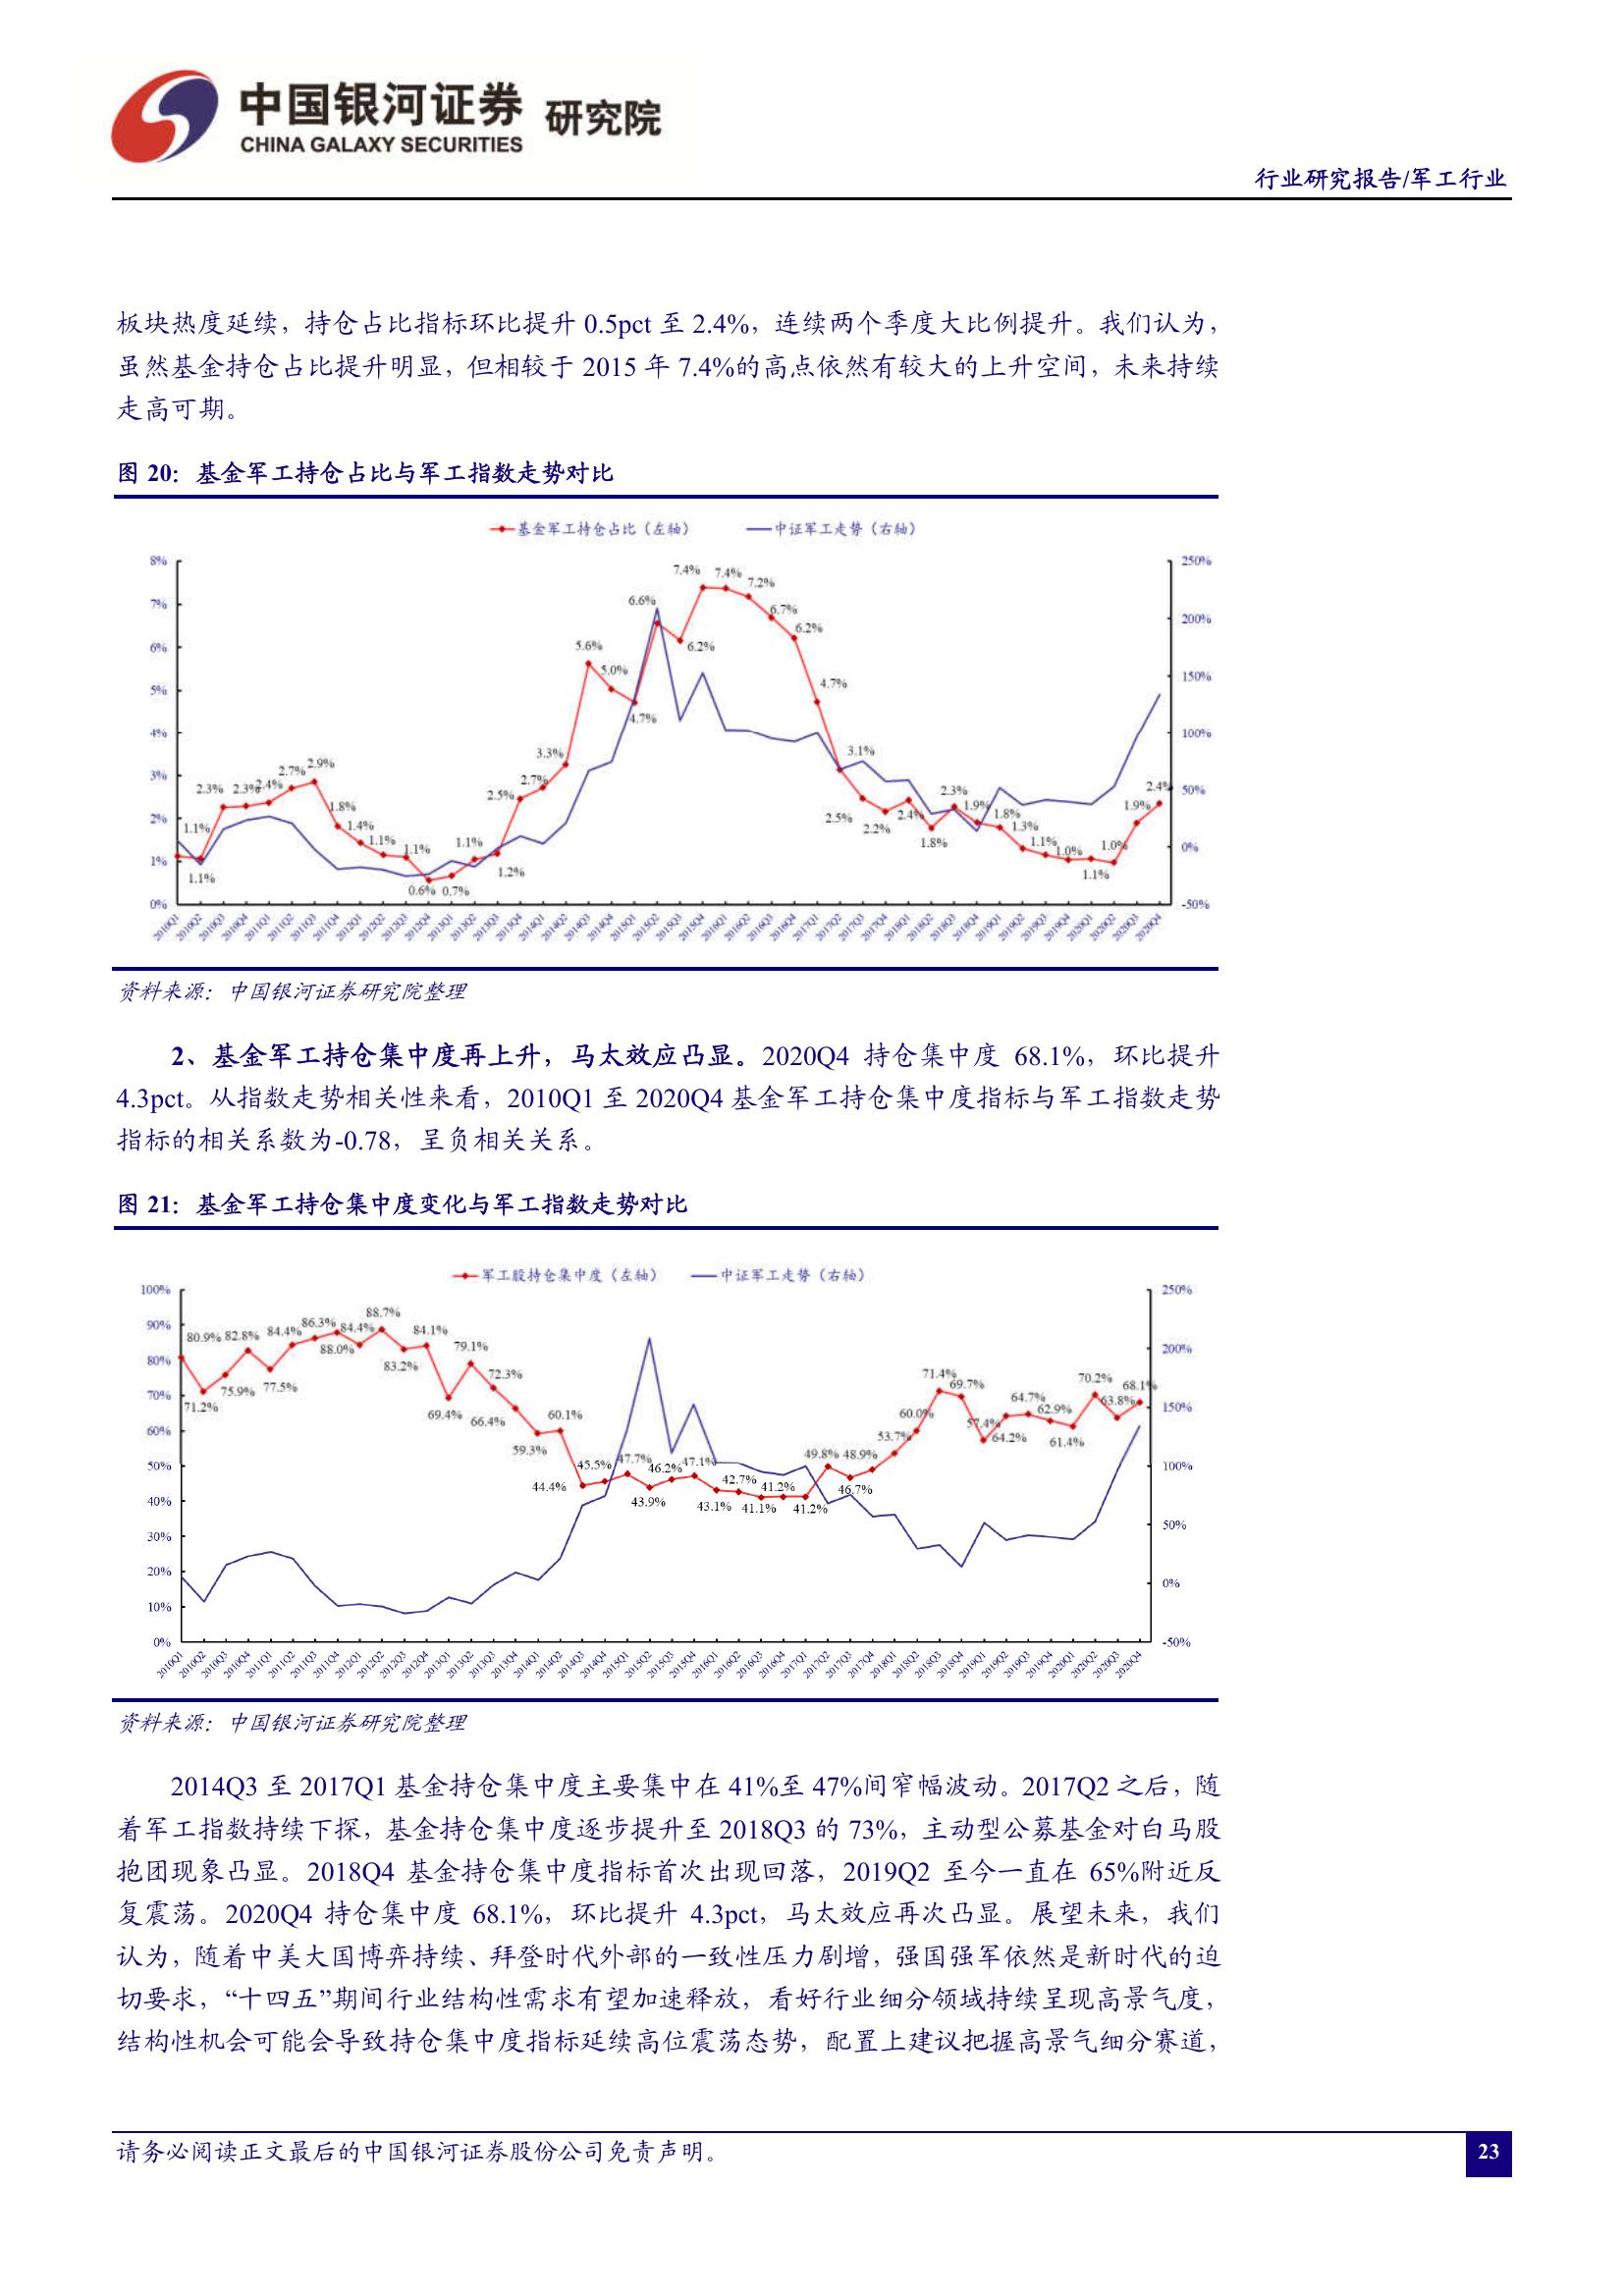 中国银河证券 研究院
CHINA GALAXY SECURITIES
行业研究报告/军工行业
板块热度延续，持仓占比指标环比提升 0.5pct 至 2.4%，连续两个季度大比例提升。我们认为，
虽然基金持仓占比提升明显，但相较于 2015 年 7.4%的高点依然有较大的上升空间，未来持续
走高可期。
图 20：基金军工持仓占比与军工指数走势对比
基金军工持仓占比（左轴） 中证军工走势（右轴）
8% 7% 6% 5% 4% 3% 2% 1% 0%
250% 200% 150% 100% 50% 0% -50%
1.1% 1.1% 2.3% 2.3% 2.4% 2.7% 2.9% 1.8% 1.4% 1.1% 1.1% 0.6% 0.7% 1.1% 1.2% 2.5% 2.7% 3.3% 5.6% 5.0% 4.7% 6.6% 6.2% 7.4% 7.4% 7.2% 6.7% 6.2% 4.7% 3.1% 2.5% 2.2% 2.4% 1.8% 2.3% 1.9% 1.8% 1.3% 1.1% 1.0% 1.1% 1.0% 1.9% 2.4%
2010Q1 2010Q2 2010Q3 2010Q4 2011Q1 2011Q2 2011Q3 2011Q4 2012Q1 2012Q2 2012Q3 2012Q4 2013Q1 2013Q2 2013Q3 2013Q4 2014Q1 2014Q2 2014Q3 2014Q4 2015Q1 2015Q2 2015Q3 2015Q4 2016Q1 2016Q2 2016Q3 2016Q4 2017Q1 2017Q2 2017Q3 2017Q4 2018Q1 2018Q2 2018Q3 2018Q4 2019Q1 2019Q2 2019Q3 2019Q4 2020Q1 2020Q2 2020Q3 2020Q4
资料来源：中国银河证券研究院整理
2、基金军工持仓集中度再上升，马太效应凸显。2020Q4 持仓集中度 68.1%，环比提升
4.3pct。从指数走势相关性来看，2010Q1 至 2020Q4 基金军工持仓集中度指标与军工指数走势
指标的相关系数为-0.78，呈负相关关系。
图 21：基金军工持仓集中度变化与军工指数走势对比
军工股持仓集中度（左轴） 中证军工走势（右轴）
100% 90% 80% 70% 60% 50% 40% 30% 20% 10% 0%
250% 200% 150% 100% 50% 0% -50%
80.9% 71.2% 75.9% 82.8% 77.5% 84.4% 86.3% 88.0% 84.4% 88.7% 83.2% 84.1% 69.4% 79.1% 72.3% 66.4% 59.3% 60.1% 44.4% 45.5% 47.7% 43.9% 46.2% 47.1% 43.1% 42.7% 41.1% 41.2% 41.2% 49.8% 46.7% 48.9% 53.7% 60.0% 71.4% 69.7% 57.4% 64.2% 64.7% 62.9% 61.4% 70.2% 63.8% 68.1%
2010Q1 2010Q2 2010Q3 2010Q4 2011Q1 2011Q2 2011Q3 2011Q4 2012Q1 2012Q2 2012Q3 2012Q4 2013Q1 2013Q2 2013Q3 2013Q4 2014Q1 2014Q2 2014Q3 2014Q4 2015Q1 2015Q2 2015Q3 2015Q4 2016Q1 2016Q2 2016Q3 2016Q4 2017Q1 2017Q2 2017Q3 2017Q4 2018Q1 2018Q2 2018Q3 2018Q4 2019Q1 2019Q2 2019Q3 2019Q4 2020Q1 2020Q2 2020Q3 2020Q4
资料来源：中国银河证券研究院整理
2014Q3 至 2017Q1 基金持仓集中度主要集中在 41%至 47%间窄幅波动。2017Q2 之后，随
着军工指数持续下探，基金持仓集中度逐步提升至 2018Q3 的 73%，主动型公募基金对白马股
抱团现象凸显。2018Q4 基金持仓集中度指标首次出现回落，2019Q2 至今一直在 65%附近反
复震荡。2020Q4 持仓集中度 68.1%，环比提升 4.3pct，马太效应再次凸显。展望未来，我们
认为，随着中美大国博弈持续、拜登时代外部的一致性压力剧增，强国强军依然是新时代的迫
切要求，“十四五”期间行业结构性需求有望加速释放，看好行业细分领域持续呈现高景气度，
结构性机会可能会导致持仓集中度指标延续高位震荡态势，配置上建议把握高景气细分赛道，
请务必阅读正文最后的中国银河证券股份公司免责声明。
23